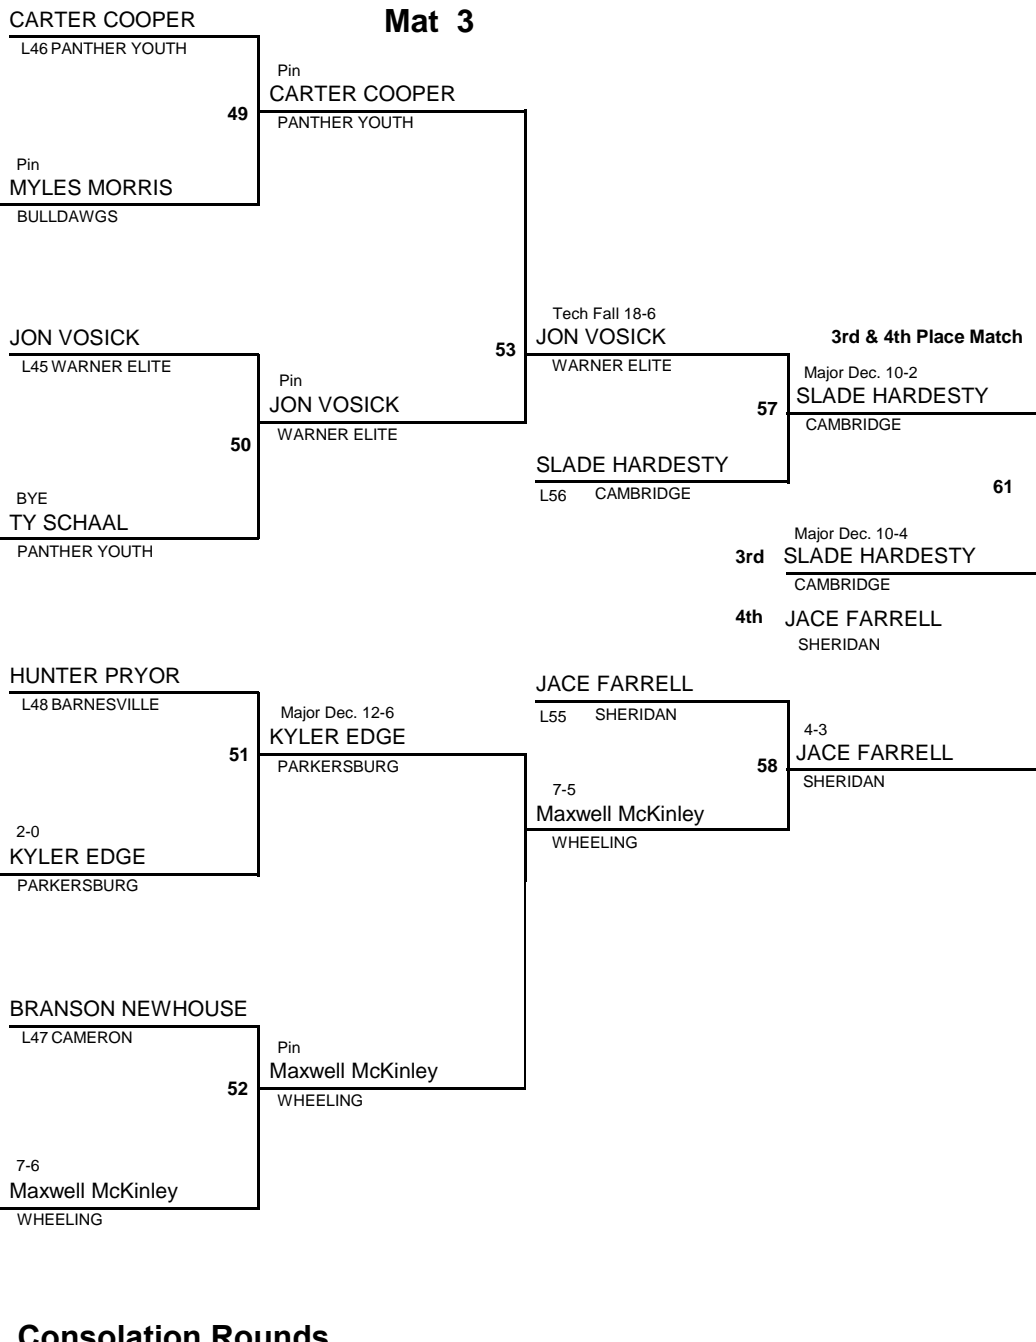 CARTER COOPER
Mat 3
L46 PANTHER YOUTH
Pin
CARTER COOPER
49
PANTHER YOUTH
Pin
MYLES MORRIS
BULLDAWGS
Tech Fall 18-6
JON VOSICK
JON VOSICK
3rd & 4th Place Match
53
L45 WARNER ELITE
WARNER ELITE
Pin
JON VOSICK
Major Dec. 10-2
SLADE HARDESTY
57
CAMBRIDGE
WARNER ELITE
50
SLADE HARDESTY
L56 CAMBRIDGE
61
BYE
TY SCHAAL
PANTHER YOUTH
Major Dec. 10-4
3rd SLADE HARDESTY
CAMBRIDGE
4th JACE FARRELL
SHERIDAN
HUNTER PRYOR
JACE FARRELL
L48 BARNESVILLE
L55 SHERIDAN
Major Dec. 12-6
KYLER EDGE
51
PARKERSBURG
4-3
JACE FARRELL
58
SHERIDAN
7-5
Maxwell McKinley
WHEELING
2-0
KYLER EDGE
PARKERSBURG
BRANSON NEWHOUSE
L47 CAMERON
Pin
Maxwell McKinley
52
WHEELING
7-6
Maxwell McKinley
WHEELING
Consolation Rounds